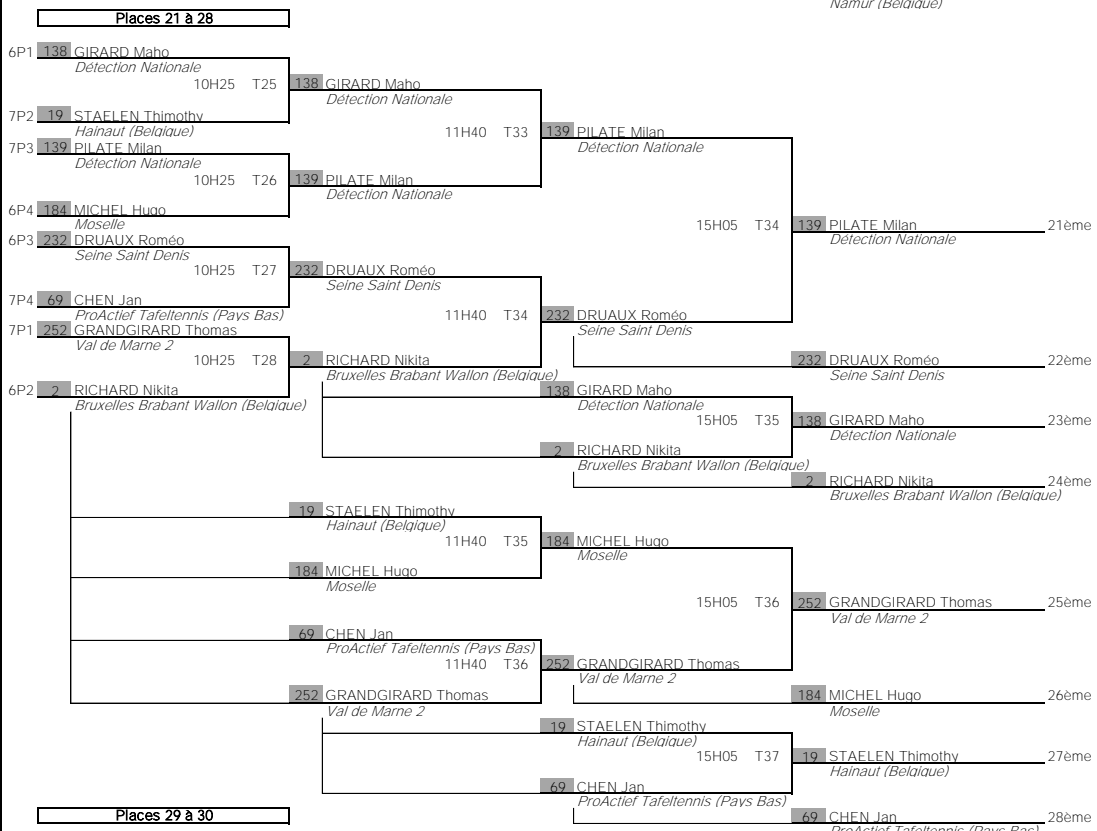 Namur (Belgique)
Places 21 à 28
6P1 138 GIRARD Maho
Détection Nationale
10H25 T25
138 GIRARD Maho
Détection Nationale
7P2 19 STAELEN Thimothy
Hainaut (Belgique)
11H40 T33
139 PILATE Milan
Détection Nationale
7P3 139 PILATE Milan
Détection Nationale
10H25 T26
139 PILATE Milan
Détection Nationale
6P4 184 MICHEL Hugo
Moselle
15H05 T34
139 PILATE Milan 21ème
Détection Nationale
6P3 232 DRUAUX Roméo
Seine Saint Denis
10H25 T27
232 DRUAUX Roméo
Seine Saint Denis
7P4 69 CHEN Jan
ProActief Tafeltennis (Pays Bas)
11H40 T34
232 DRUAUX Roméo
Seine Saint Denis
7P1 252 GRANDGIRARD Thomas
Val de Marne 2
10H25 T28
2 RICHARD Nikita
Bruxelles Brabant Wallon (Belgique)
232 DRUAUX Roméo 22ème
Seine Saint Denis
6P2 2 RICHARD Nikita
Bruxelles Brabant Wallon (Belgique)
138 GIRARD Maho
Détection Nationale
15H05 T35
138 GIRARD Maho 23ème
Détection Nationale
2 RICHARD Nikita
Bruxelles Brabant Wallon (Belgique)
2 RICHARD Nikita 24ème
Bruxelles Brabant Wallon (Belgique)
19 STAELEN Thimothy
Hainaut (Belgique)
11H40 T35
184 MICHEL Hugo
Moselle
184 MICHEL Hugo
Moselle
15H05 T36
252 GRANDGIRARD Thomas 25ème
Val de Marne 2
69 CHEN Jan
ProActief Tafeltennis (Pays Bas)
11H40 T36
252 GRANDGIRARD Thomas
Val de Marne 2
252 GRANDGIRARD Thomas
Val de Marne 2
184 MICHEL Hugo 26ème
Moselle
19 STAELEN Thimothy
Hainaut (Belgique)
15H05 T37
19 STAELEN Thimothy 27ème
Hainaut (Belgique)
69 CHEN Jan
ProActief Tafeltennis (Pays Bas)
Places 29 à 30
69 CHEN Jan 28ème
ProActief Tafeltennis (Pays Bas)